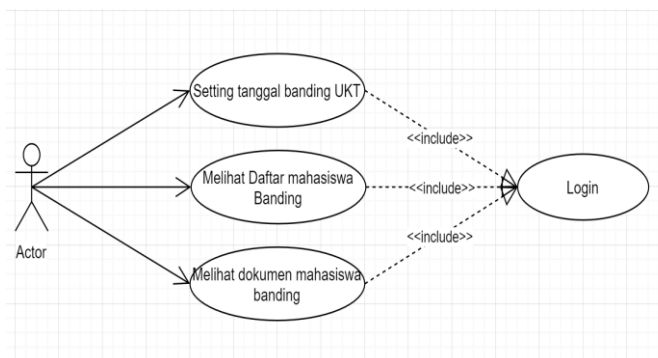 Setting tanggal banding UKT
<<include>>
Melihat Daftar mahasiswa
Banding
<<include>>
Login
<<include>>
Actor
Melihat dokumen mahasiswa
banding